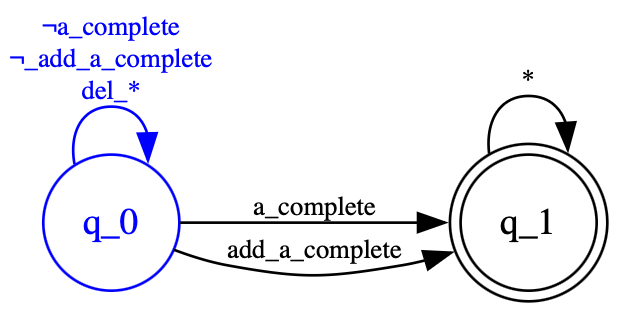 ¬a_complete
¬_add_a_complete
del_*
*
a_complete
add_a_complete
q_0
q_1